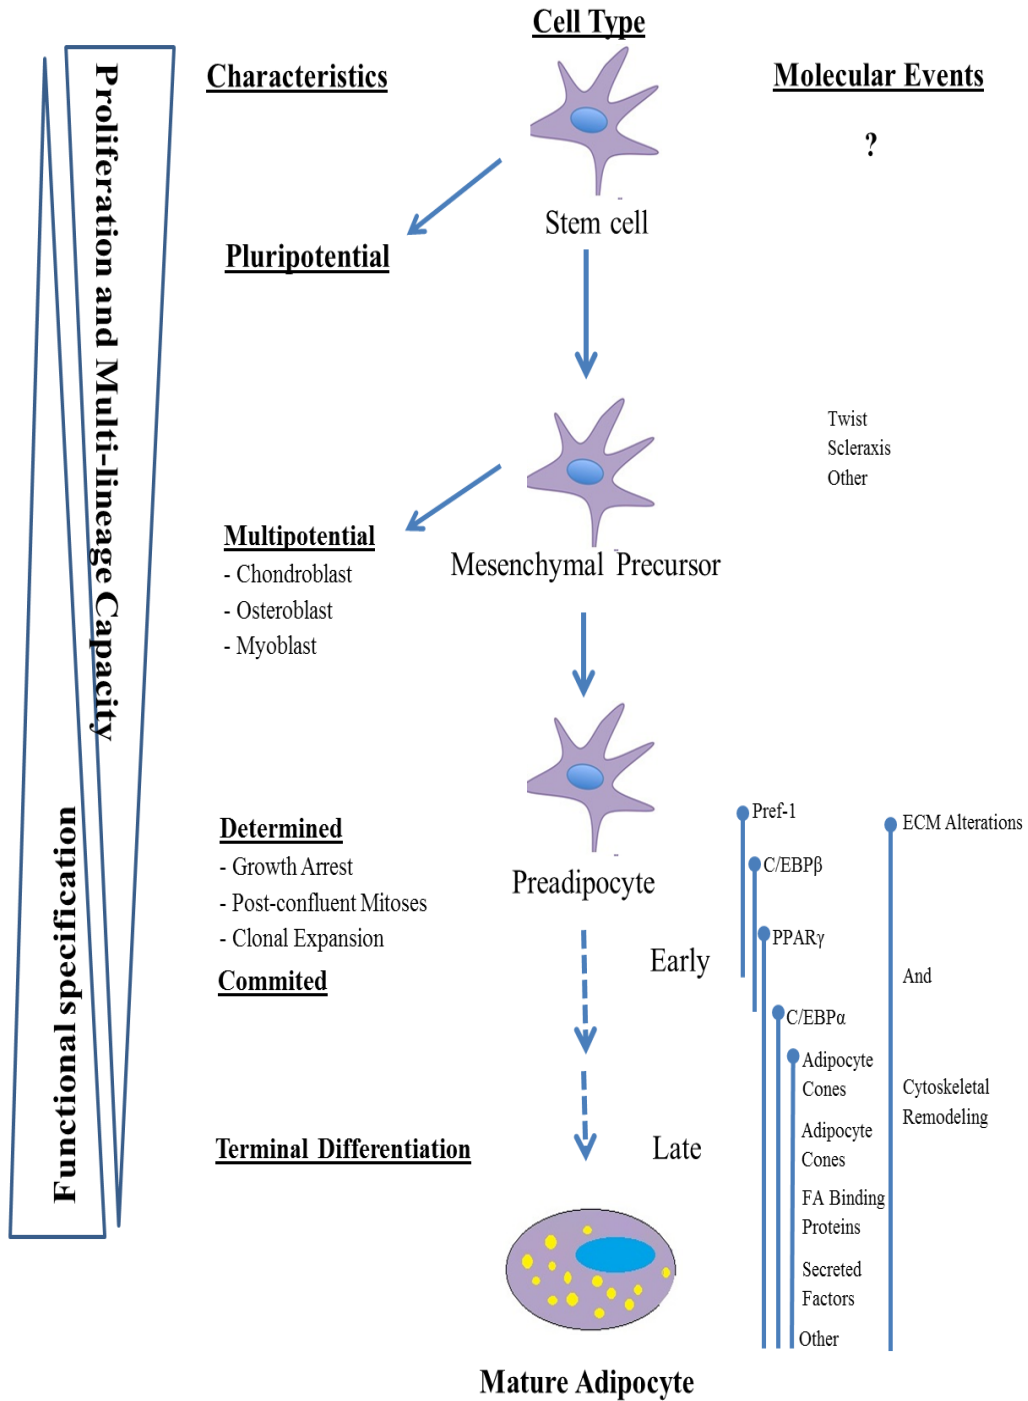 Cell Type
Characteristics
Molecular Events
?
Stem cell
Pluripotential
Proliferation and Multi-lineage Capacity
Functional specification
Twist
Scleraxis
Other
Mesenchymal Precursor
Multipotential
- Chondroblast
- Osteroblast
- Myoblast
Preadipocyte
Determined
- Growth Arrest
- Post-confluent Mitoses
- Clonal Expansion
Commited
Early
Pref-1
C/EBPβ
PPARγ
C/EBPα
Adipocyte
Cones
Adipocyte
Cones
FA Binding
Proteins
Secreted
Factors
Other
ECM Alterations
And
Cytoskeletal
Remodeling
Terminal Differentiation
Late
Mature Adipocyte